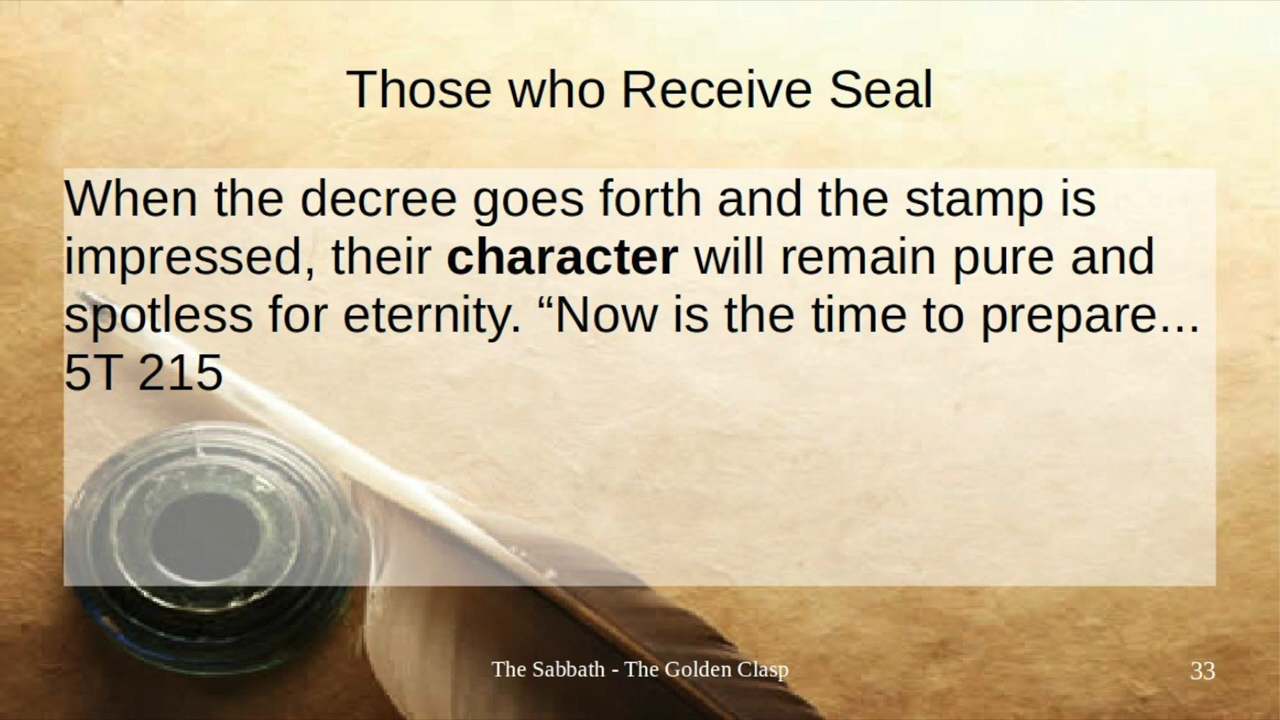 Those who Receive Seal
When the decree goes forth and the stamp is
impressed, their character will remain pure and
spotless for eternity. “Now is the time to prepare...
5T 215
The Sabbath - The Golden Clasp
33